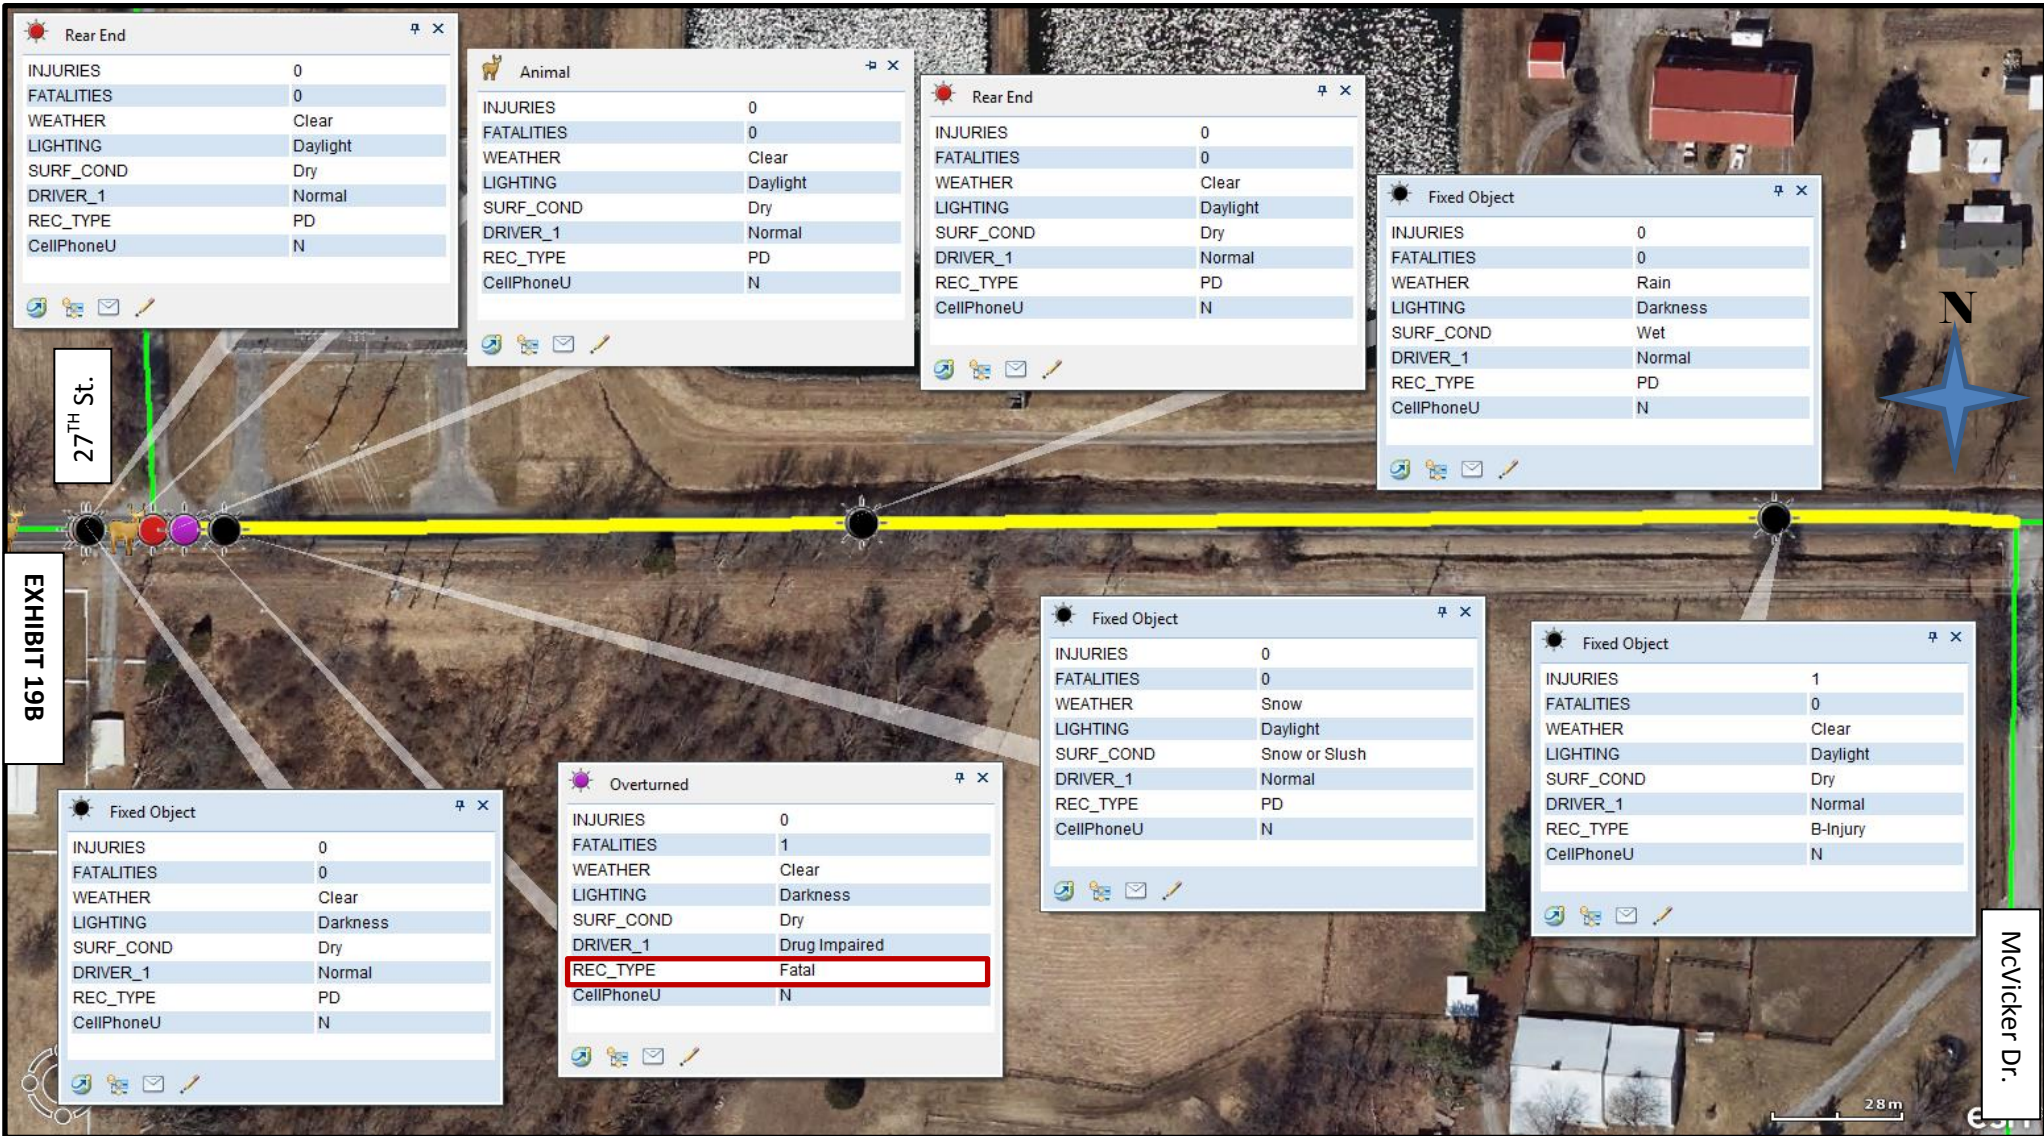 Rear End
INJURIES 0
FATALITIES 0
WEATHER Clear
LIGHTING Daylight
SURF_COND Dry
DRIVER_1 Normal
REC_TYPE PD
CellPhoneU N
Animal
INJURIES 0
FATALITIES 0
WEATHER Clear
LIGHTING Daylight
SURF_COND Dry
DRIVER_1 Normal
REC_TYPE PD
CellPhoneU N
Rear End
INJURIES 0
FATALITIES 0
WEATHER Clear
LIGHTING Daylight
SURF_COND Dry
DRIVER_1 Normal
REC_TYPE PD
CellPhoneU N
Fixed Object
INJURIES 0
FATALITIES 0
WEATHER Rain
LIGHTING Darkness
SURF_COND Wet
DRIVER_1 Normal
REC_TYPE PD
CellPhoneU N
N
27TH St.
EXHIBIT 19B
Fixed Object
INJURIES 0
FATALITIES 0
WEATHER Clear
LIGHTING Darkness
SURF_COND Dry
DRIVER_1 Normal
REC_TYPE PD
CellPhoneU N
Overturned
INJURIES 0
FATALITIES 1
WEATHER Clear
LIGHTING Darkness
SURF_COND Dry
DRIVER_1 Drug Impaired
REC_TYPE Fatal
CellPhoneU N
Fixed Object
INJURIES 0
FATALITIES 0
WEATHER Snow
LIGHTING Daylight
SURF_COND Snow or Slush
DRIVER_1 Normal
REC_TYPE PD
CellPhoneU N
Fixed Object
INJURIES 1
FATALITIES 0
WEATHER Clear
LIGHTING Daylight
SURF_COND Dry
DRIVER_1 Normal
REC_TYPE B-Injury
CellPhoneU N
McVicker Dr.
28m